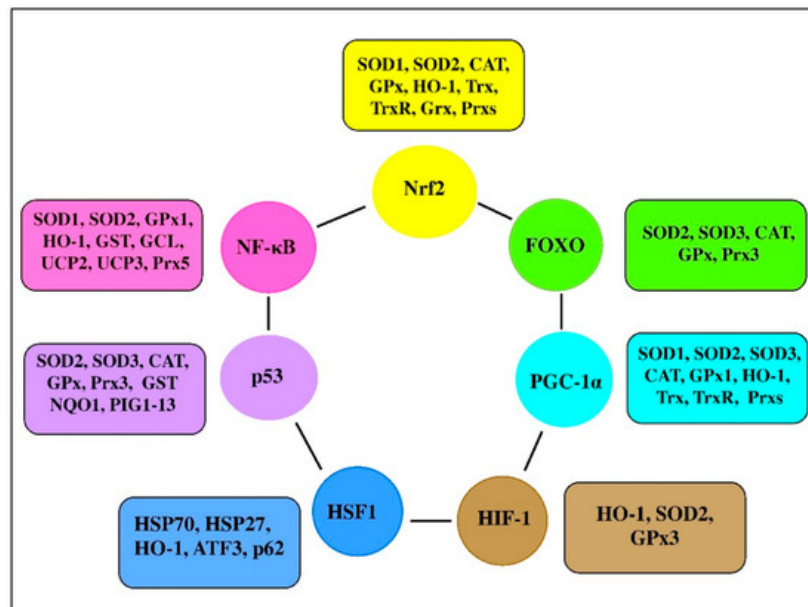 SOD1, SOD2, CAT,
GPx, HO-1, Trx,
TrxR, Grx, Prxs
Nrf2
SOD1, SOD2, GPx1,
HO-1, GST, GCL,
UCP2, UCP3, Prx5
NF-κB
FOXO
SOD2, SOD3, CAT,
GPx, Prx3
SOD2, SOD3, CAT,
GPx, Prx3, GST
NQO1, PIG1-13
p53
PGC-1α
SOD1, SOD2, SOD3,
CAT, GPx1, HO-1,
Trx, TrxR, Prxs
HSP70, HSP27,
HO-1, ATF3, p62
HSF1
HIF-1
HO-1, SOD2,
GPx3